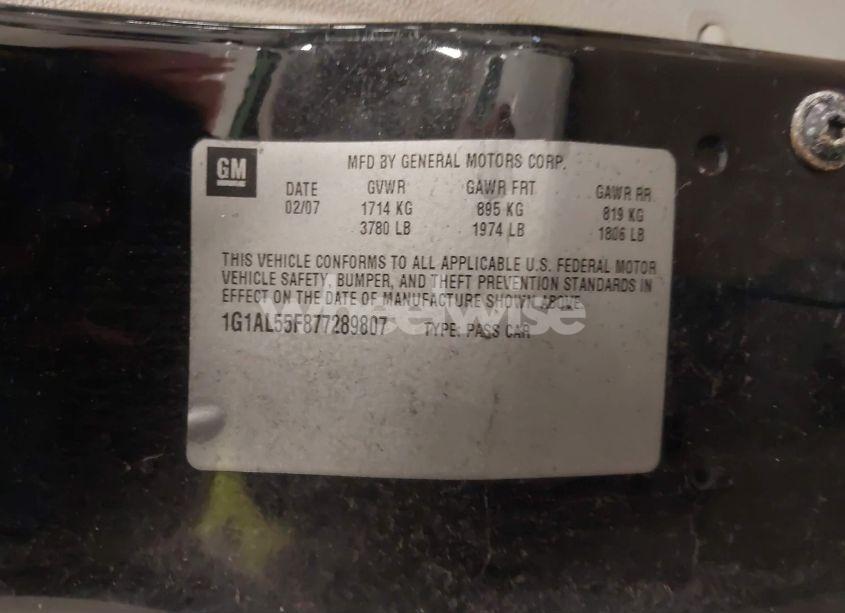 GM
MFD BY GENERAL MOTORS CORP.
DATE GVWR GAWR FRT GAWR RR
02/07 1714 KG 895 KG 819 KG
3780 LB 1974 LB 1806 LB
THIS VEHICLE CONFORMS TO ALL APPLICABLE U.S. FEDERAL MOTOR
VEHICLE SAFETY, BUMPER, AND THEFT PREVENTION STANDARDS IN
EFFECT ON THE DATE OF MANUFACTURE SHOWN ABOVE.
wheelwise
1G1AL55F877289807 TYPE: PASS CAR